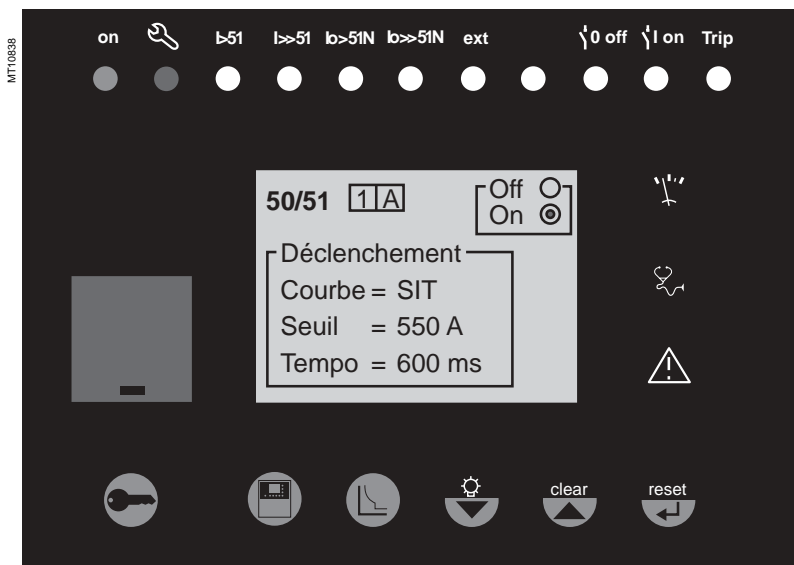 MT10838
on I>51 I>>51 Io>51N Io>>51N ext 0 off I on Trip
50/51 1 A
Off
On
Déclenchement
Courbe = SIT
Seuil = 550 A
Tempo = 600 ms
clear reset